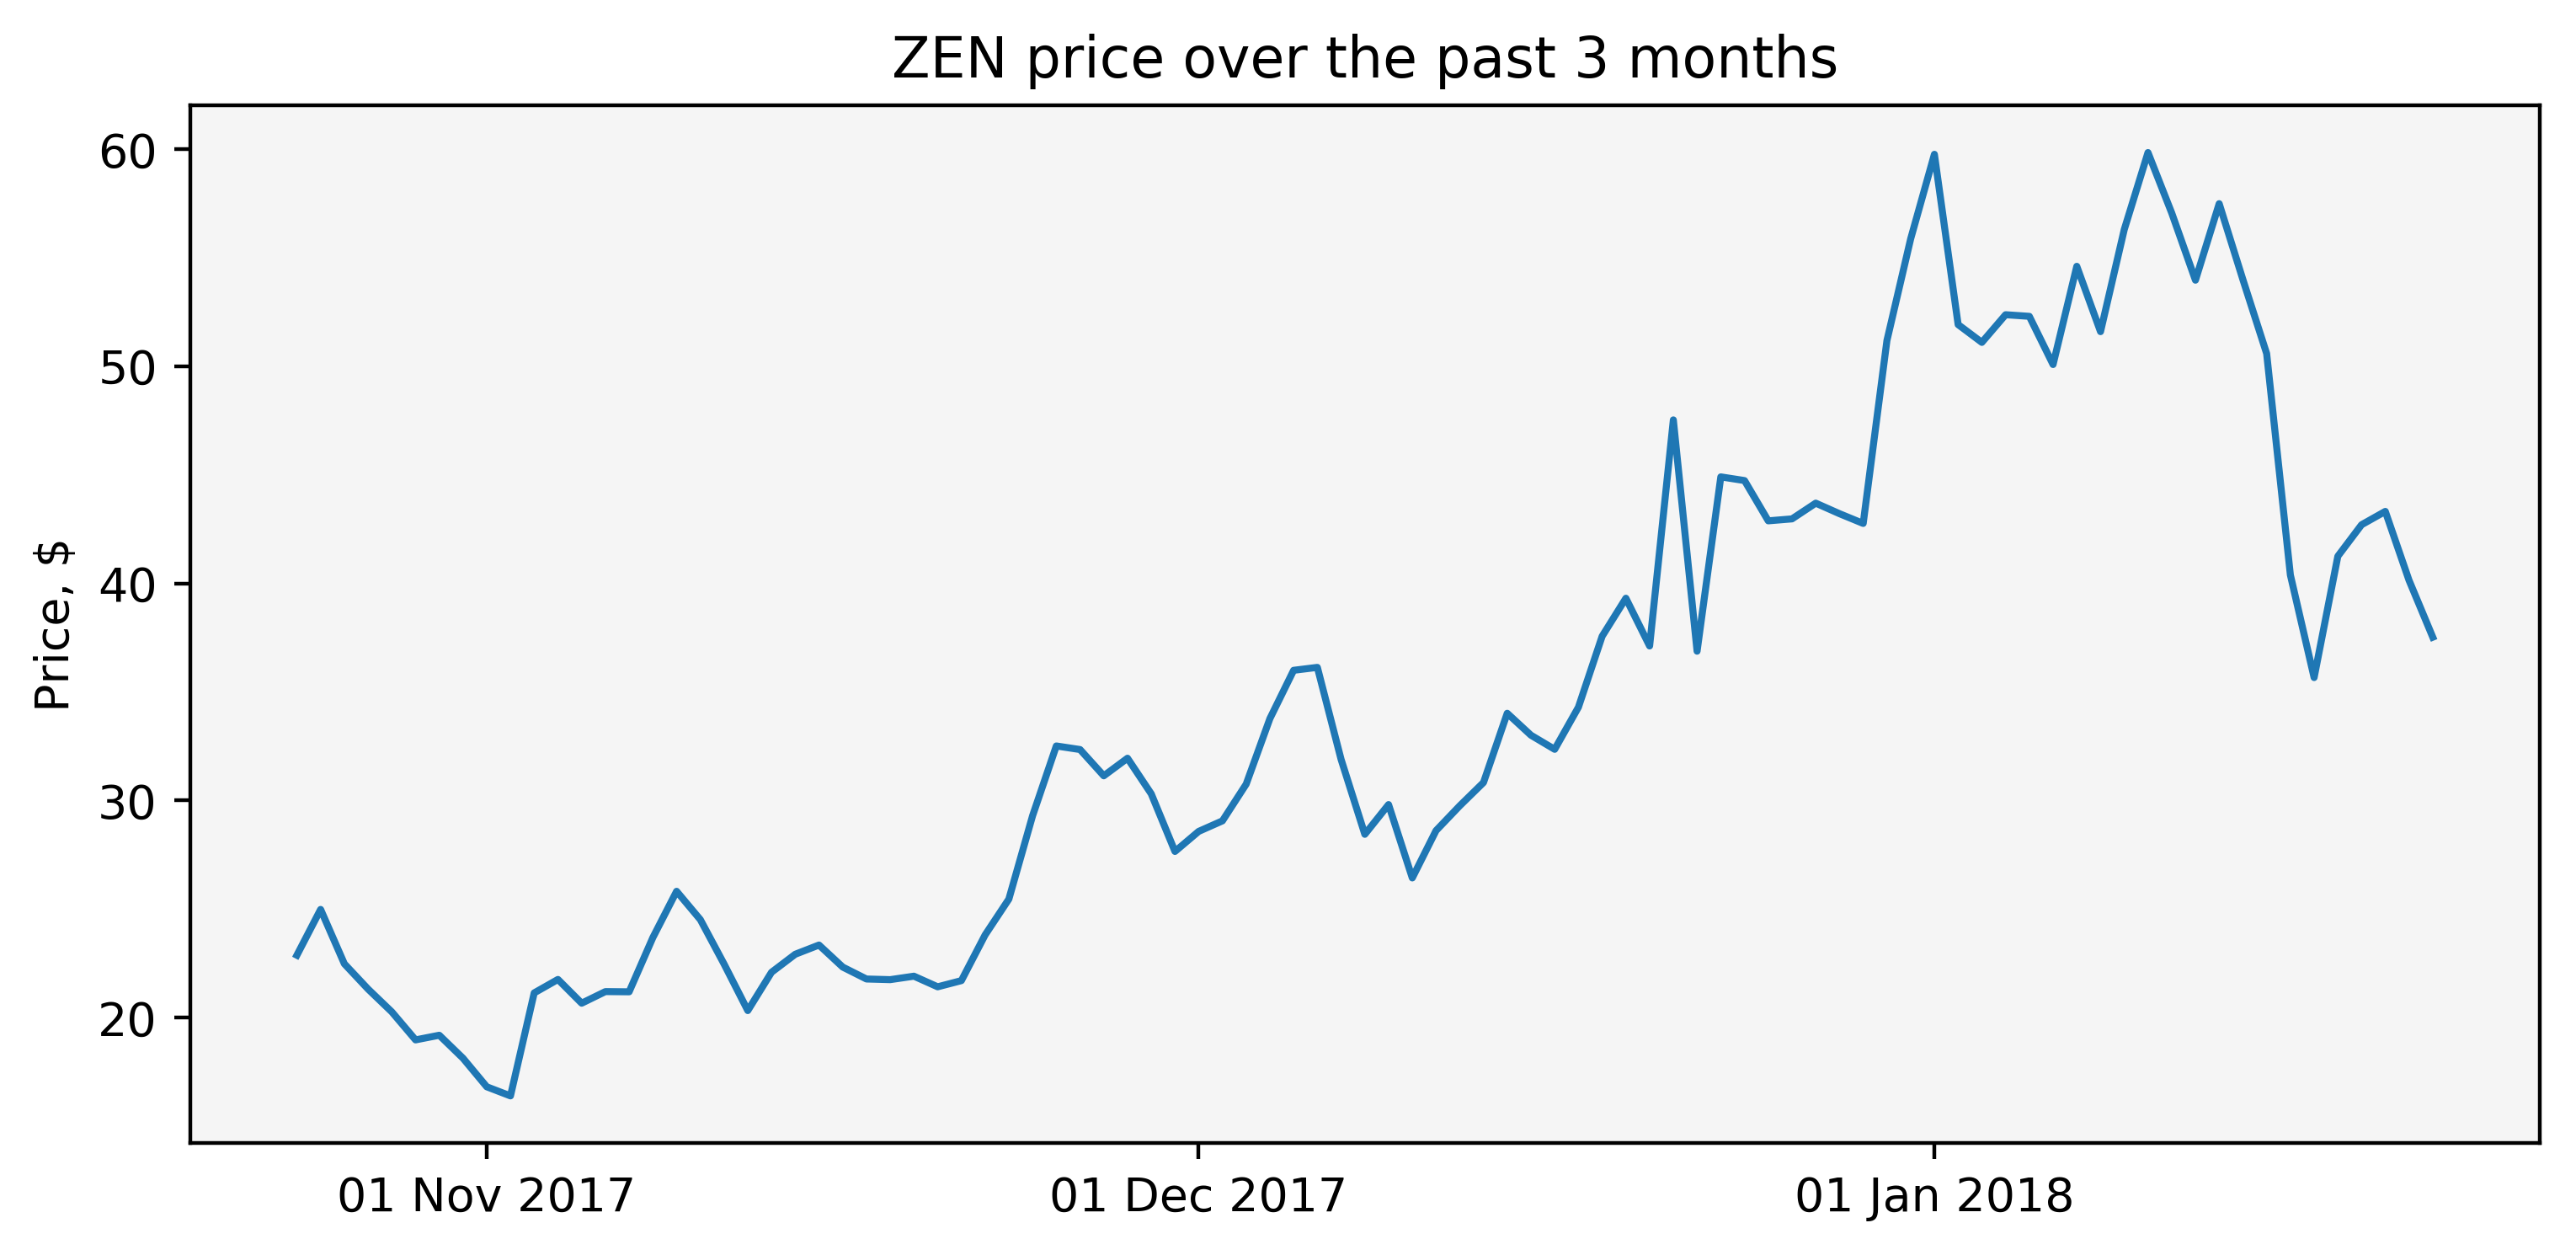 ZEN price over the past 3 months
60
50
40
30
20
Price, $
01 Nov 2017
01 Dec 2017
01 Jan 2018